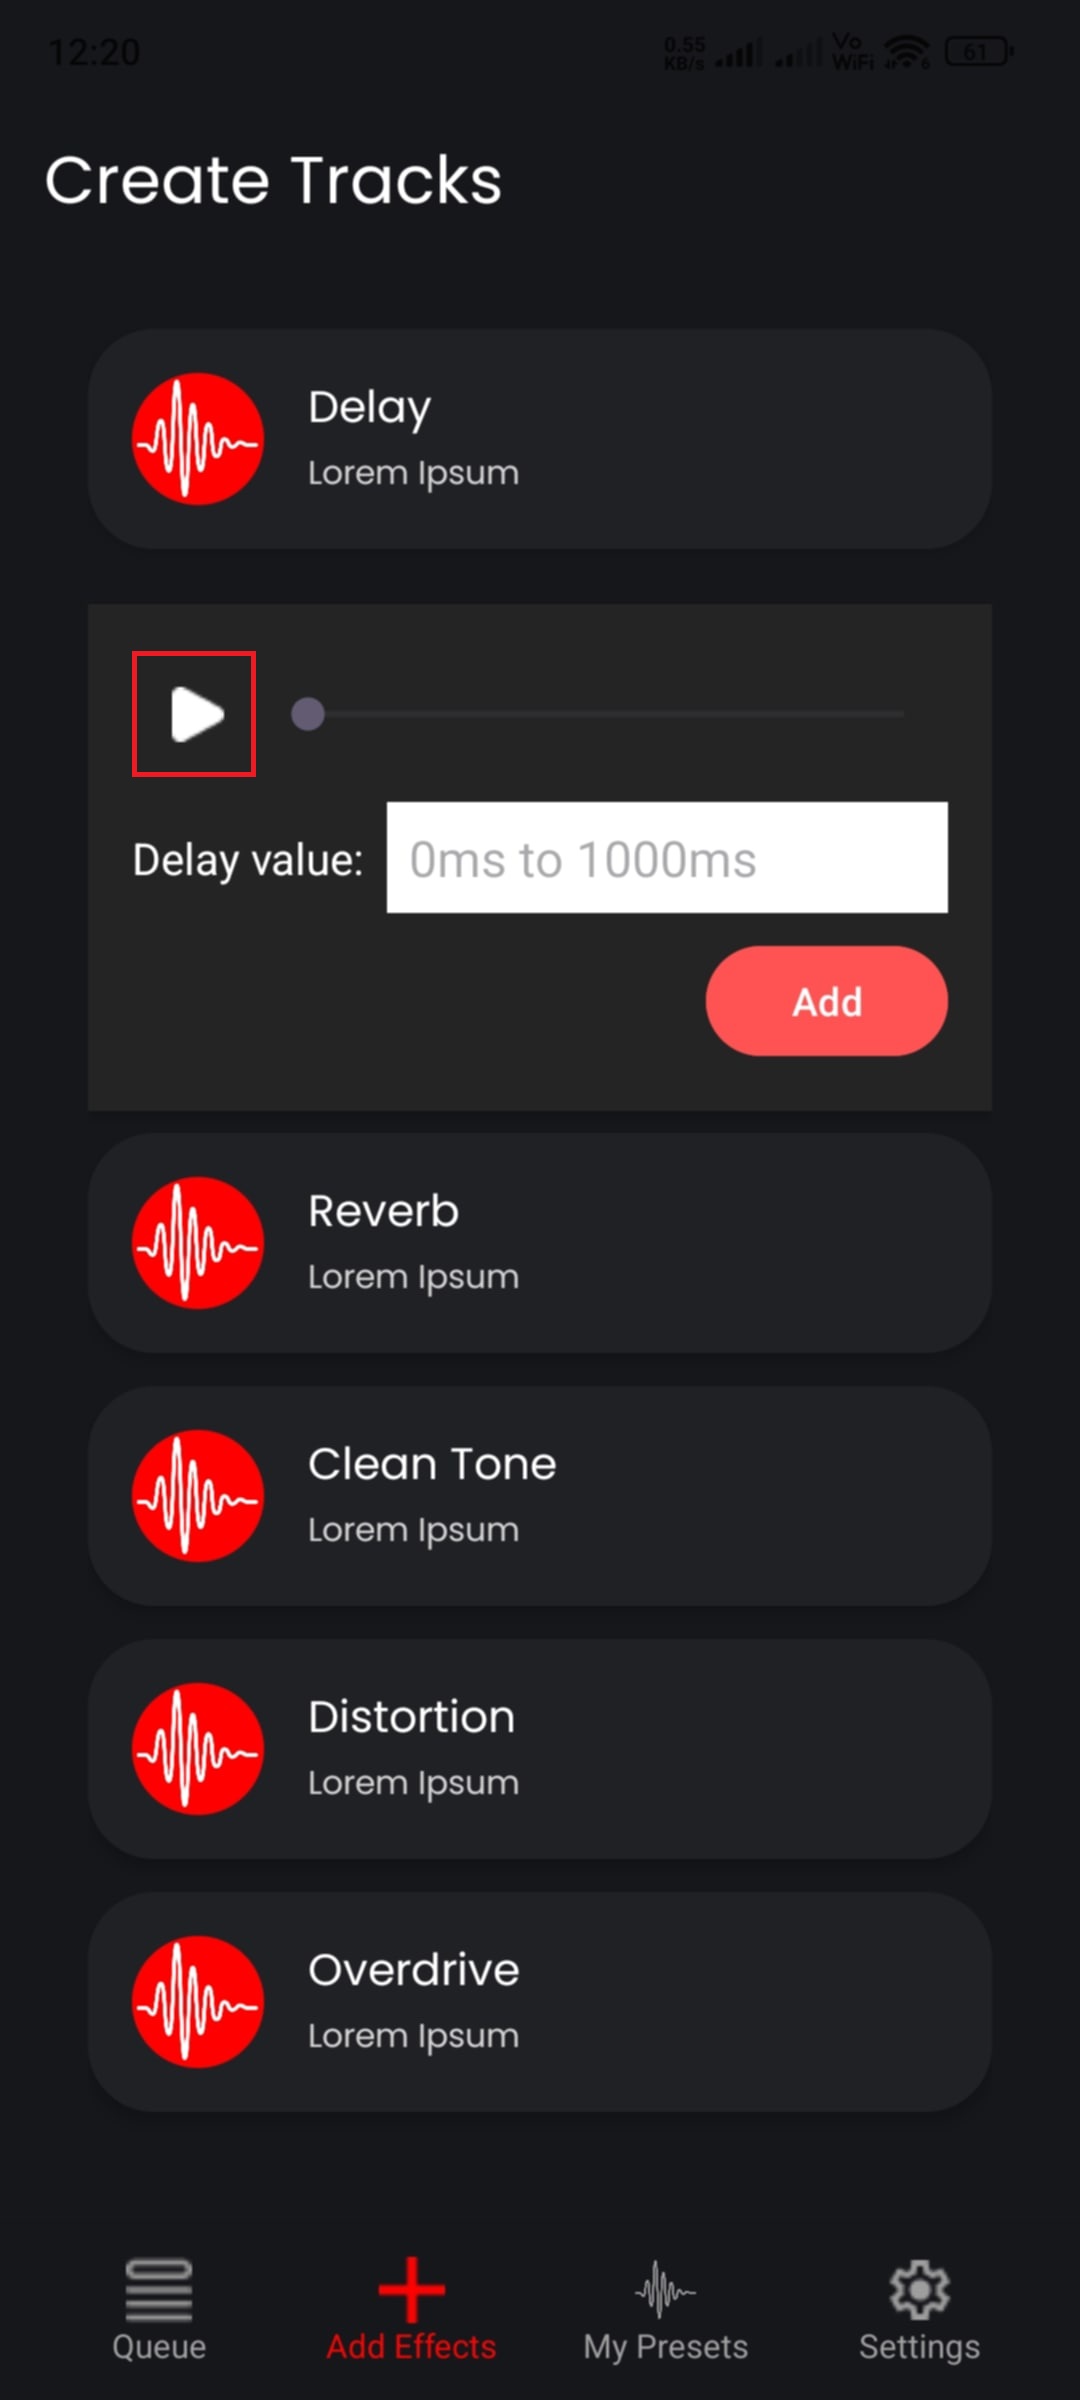 12:20
0.55 KB/s Vo WiFi 6 61
Create Tracks
Delay
Lorem Ipsum
Delay value: 0ms to 1000ms
Add
Reverb
Lorem Ipsum
Clean Tone
Lorem Ipsum
Distortion
Lorem Ipsum
Overdrive
Lorem Ipsum
Queue Add Effects My Presets Settings